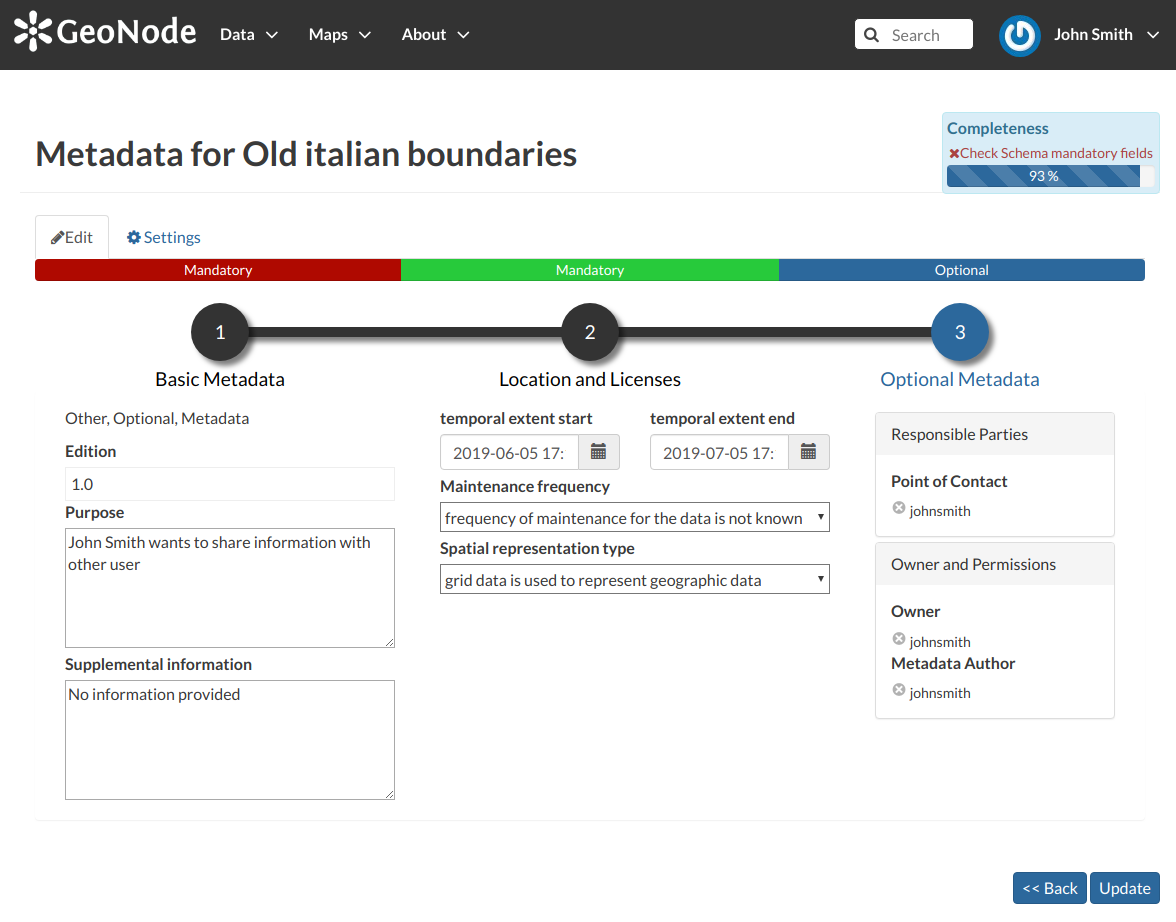 GeoNode Data Maps About Search John Smith
Metadata for Old italian boundaries
Completeness
Check Schema mandatory fields
93 %
Edit Settings
Mandatory Mandatory Optional
1 2 3
Basic Metadata Location and Licenses Optional Metadata
Other, Optional, Metadata
Edition
1.0
Purpose
John Smith wants to share information with
other user
Supplemental information
No information provided
temporal extent start temporal extent end
2019-06-05 17: 2019-07-05 17:
Maintenance frequency
frequency of maintenance for the data is not known
Spatial representation type
grid data is used to represent geographic data
Responsible Parties
Point of Contact
johnsmith
Owner and Permissions
Owner
johnsmith
Metadata Author
johnsmith
<< Back Update